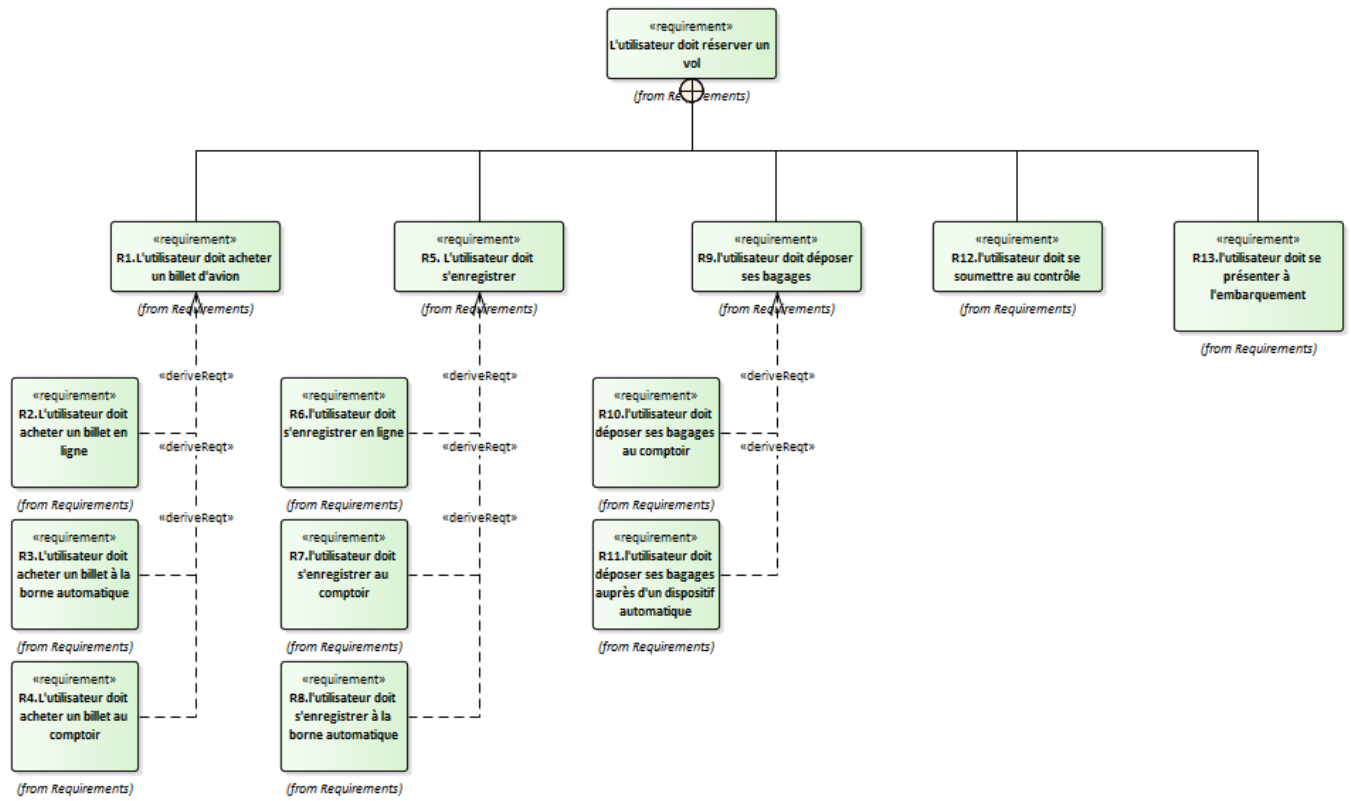 «requirement»
L'utilisateur doit réserver un
vol
(from Requirements)
«requirement»
R1.L'utilisateur doit acheter
un billet d'avion
(from Requirements)
«requirement»
R5. L'utilisateur doit
s'enregistrer
(from Requirements)
«requirement»
R9.l'utilisateur doit déposer
ses bagages
(from Requirements)
«requirement»
R12.l'utilisateur doit se
soumettre au contrôle
(from Requirements)
«requirement»
R13.l'utilisateur doit se
présenter à
l'embarquement
(from Requirements)
«deriveReqt»
«deriveReqt»
«deriveReqt»
«requirement»
R2.L'utilisateur doit
acheter un billet en
ligne
(from Requirements)
«requirement»
R3.L'utilisateur doit
acheter un billet à la
borne automatique
(from Requirements)
«requirement»
R4.L'utilisateur doit
acheter un billet au
comptoir
(from Requirements)
«deriveReqt»
«deriveReqt»
«deriveReqt»
«requirement»
R6.l'utilisateur doit
s'enregistrer en ligne
(from Requirements)
«requirement»
R7.l'utilisateur doit
s'enregistrer au
comptoir
(from Requirements)
«requirement»
R8.l'utilisateur doit
s'enregistrer à la
borne automatique
(from Requirements)
«deriveReqt»
«deriveReqt»
«requirement»
R10.l'utilisateur doit
déposer ses bagages
au comptoir
(from Requirements)
«requirement»
R11.l'utilisateur doit
déposer ses bagages
auprès d'un dispositif
automatique
(from Requirements)